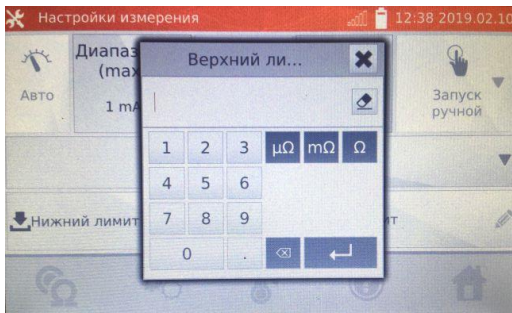 Настройки измерения 12:38 2019.02.10
Верхний ли...
Диапаз
(max
1 mA
Авто
Запуск
ручной
1 2 3 µΩ mΩ Ω
4 5 6
7 8 9
0 .
Нижний лимит
ит